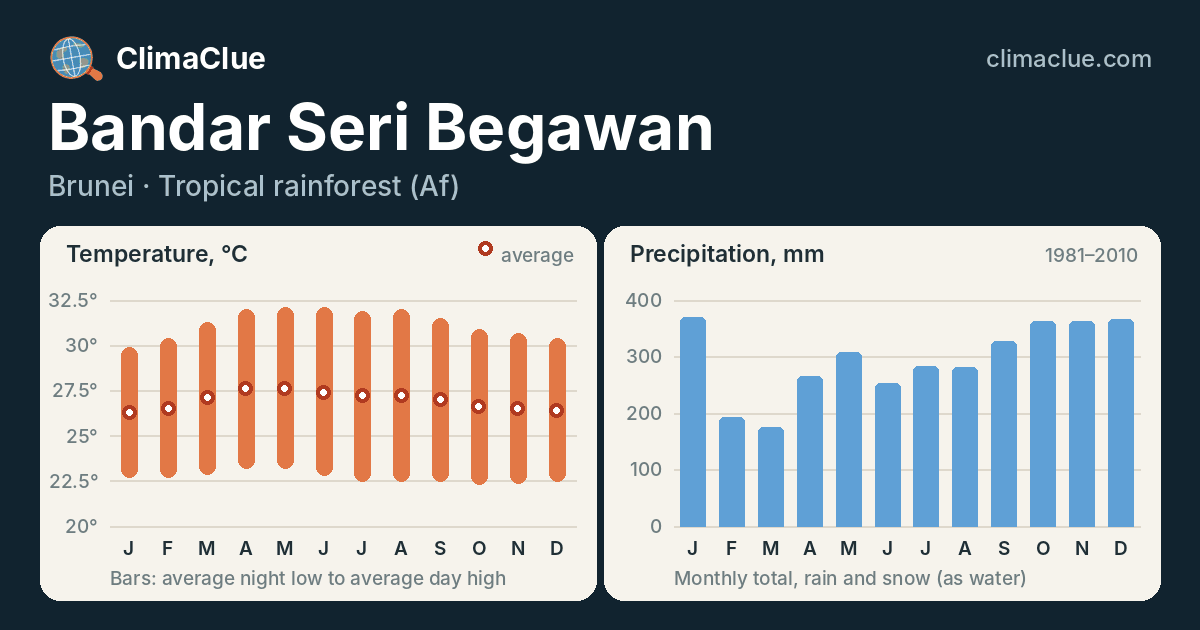 ClimaClue
climaclue.com
Bandar Seri Begawan
Brunei · Tropical rainforest (Af)
Temperature, °C
average
32.5°
30°
27.5°
25°
22.5°
20°
J F M A M J J A S O N D
Bars: average night low to average day high
Precipitation, mm
1981–2010
400
300
200
100
0
J F M A M J J A S O N D
Monthly total, rain and snow (as water)